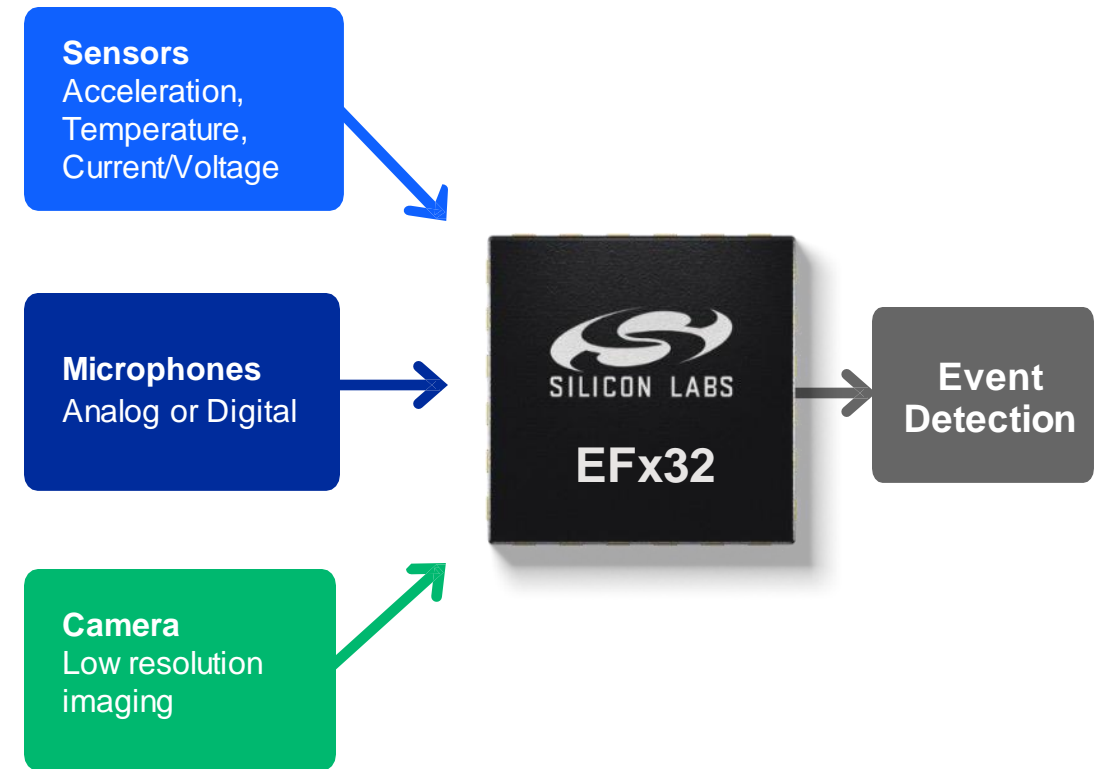 Sensors
Acceleration,
Temperature,
Current/Voltage
Microphones
Analog or Digital
Camera
Low resolution
imaging
SILICON LABS
EFx32
Event
Detection